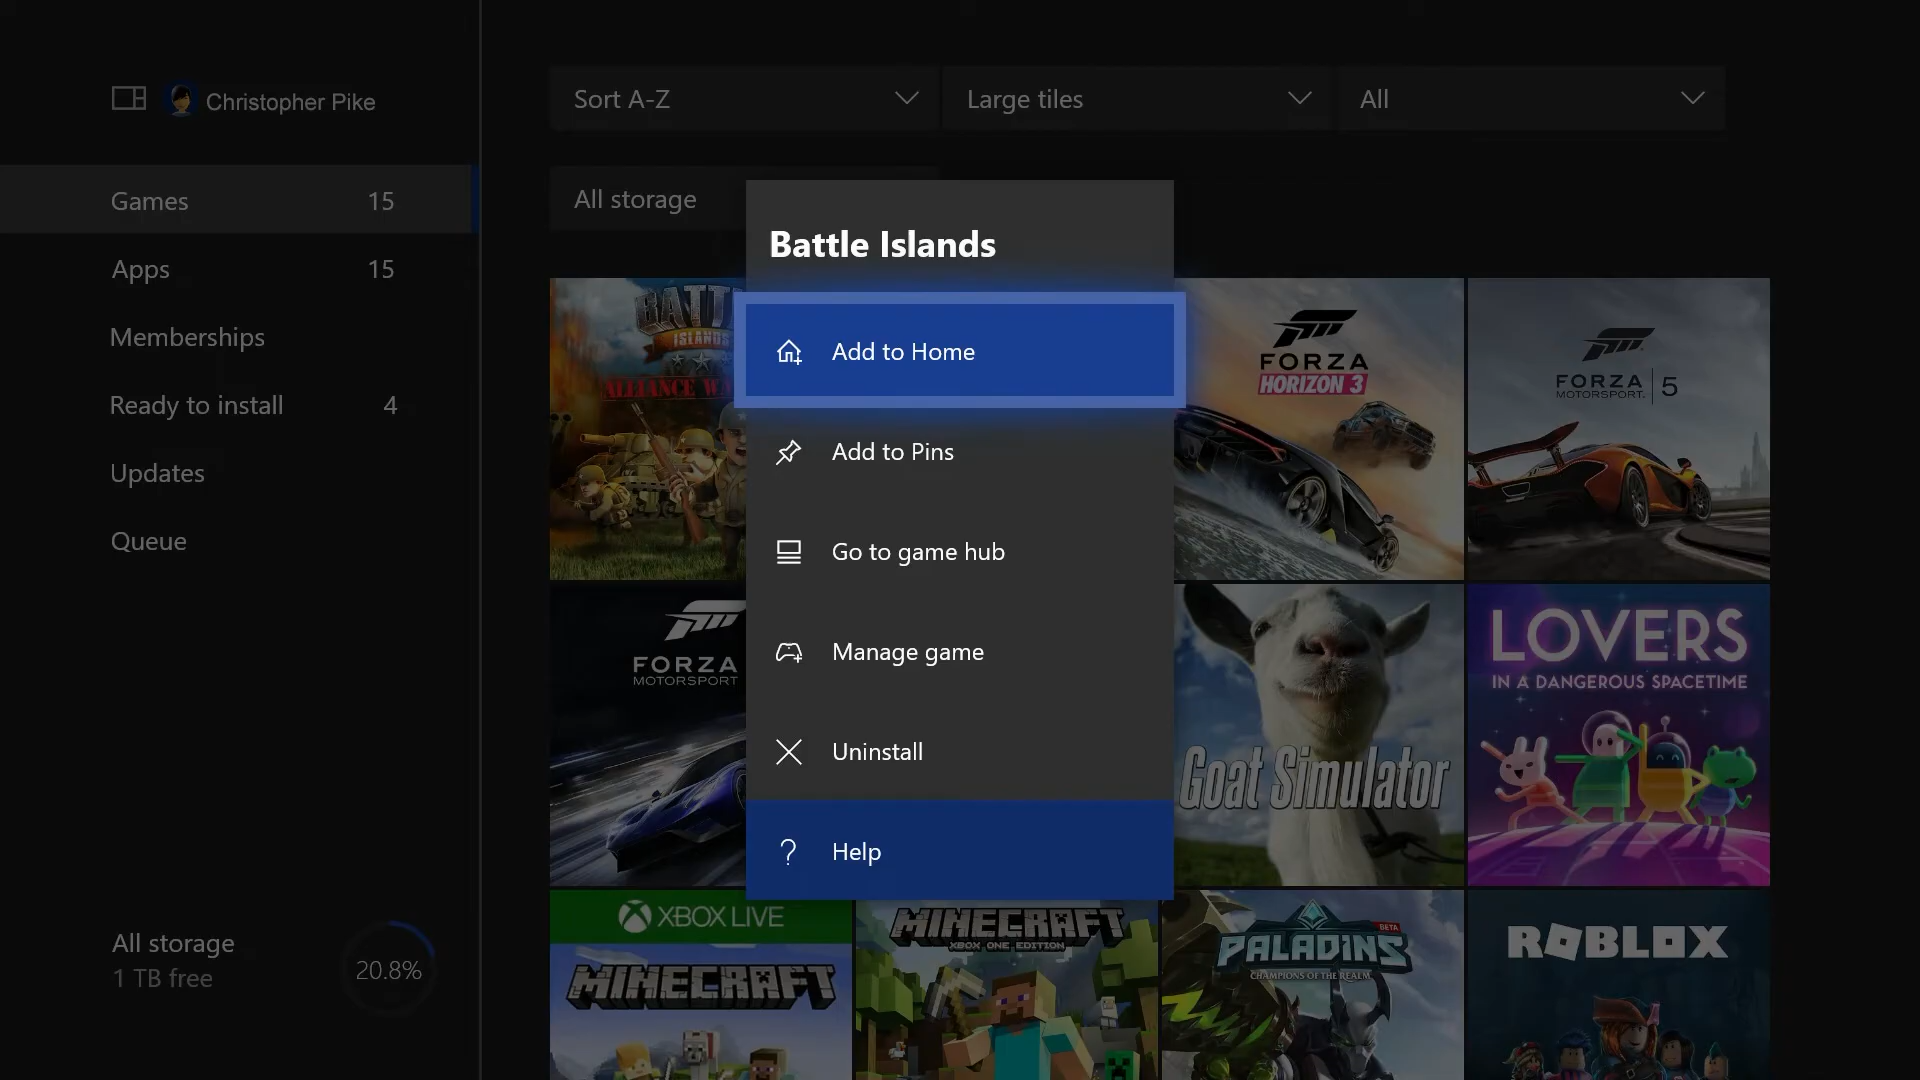 Christopher Pike
Games 15
Apps 15
Memberships
Ready to install 4
Updates
Queue
All storage
1 TB free
20.8%
Sort A-Z
Large tiles
All
All storage
Battle Islands
Add to Home
Add to Pins
Go to game hub
Manage game
Uninstall
? Help
ISLANDS
FORZA
HORIZON 3
FORZA
MOTORSPORT. 5
FORZA
MOTORSPORT
Goat Simulator
LOVERS
IN A DANGEROUS SPACETIME
XBOX LIVE
MINECRAFT
MINECRAFT
XBOX ONE EDITION
BETA
PALADINS
CHAMPIONS OF THE REALM
ROBLOX